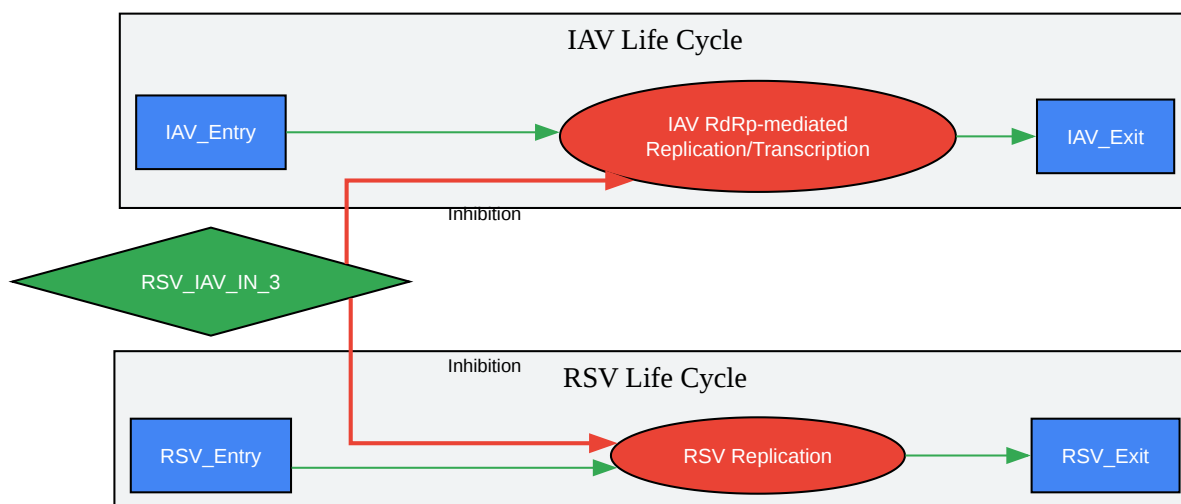 IAV Life Cycle
IAV_Entry
IAV RdRp-mediated
Replication/Transcription
IAV_Exit
Inhibition
RSV_IAV_IN_3
Inhibition
RSV Life Cycle
RSV_Entry
RSV Replication
RSV_Exit